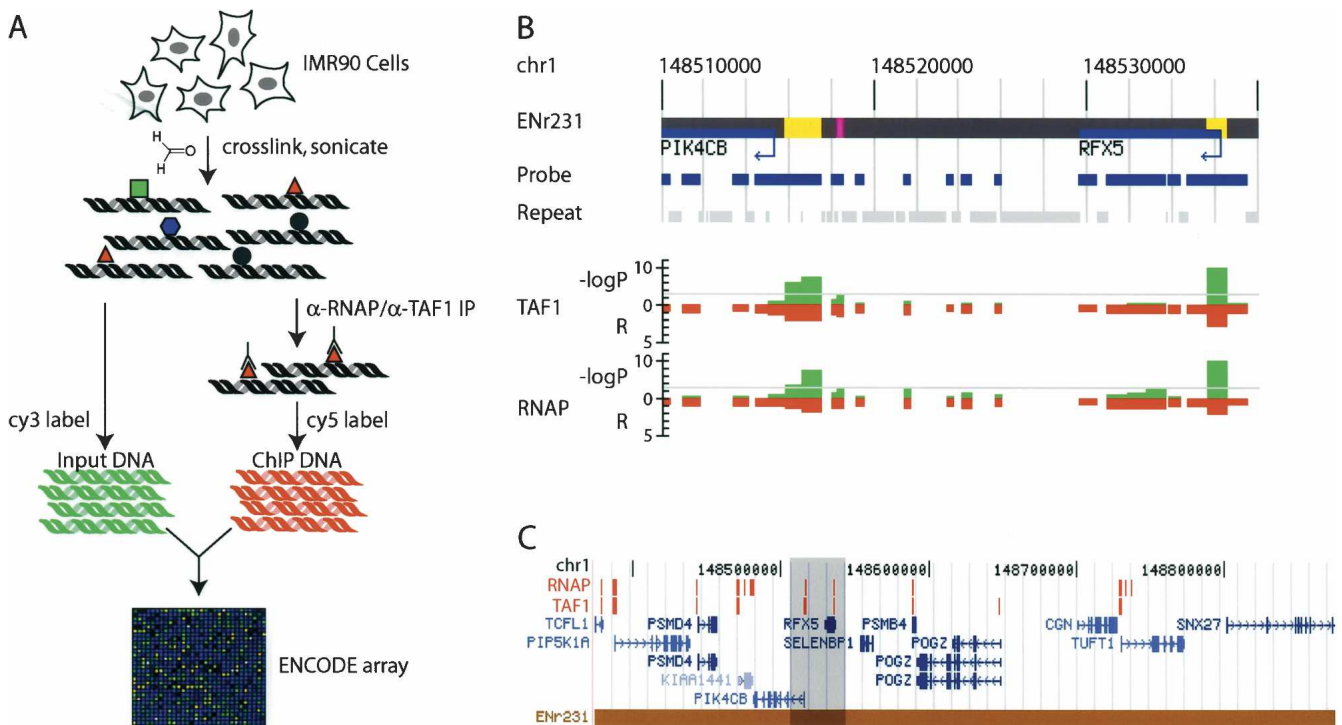 A
IMR90 Cells
H
H
O
crosslink, sonicate
α-RNAP/α-TAF1 IP
cy3 label
cy5 label
Input DNA
ChIP DNA
ENCODE array
B
chr1
148510000 148520000 148530000
ENr231
PIK4CB RFX5
Probe
Repeat
-logP 10
TAF1 0
R
5
-logP 10
RNAP 0
R
5
C
chr1 148500000 148500000 148700000 148800000
RNAP
TAF1
TCFL1 PSMD4 RFX5 PSMB4 CGN SNX27
PIP5K1A SELENBP1 POGZ TUFT1
PSMD4 POGZ
KIAA1441 POGZ
PIK4CB
ENr231